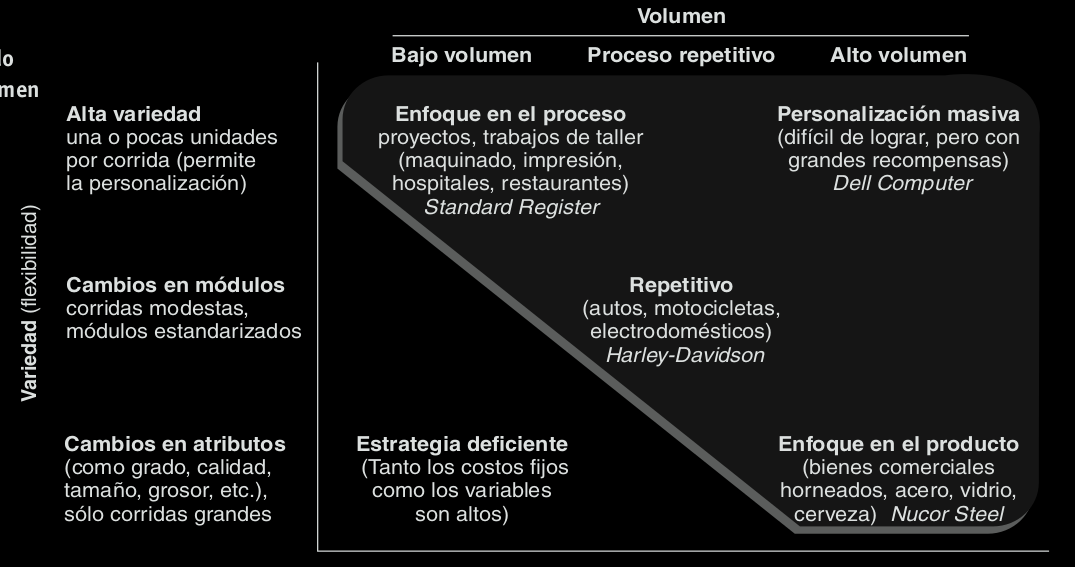 Volumen
Bajo volumen Proceso repetitivo Alto volumen
Variedad (flexibilidad)
Alta variedad
una o pocas unidades
por corrida (permite
la personalización)
Enfoque en el proceso
proyectos, trabajos de taller
(maquinado, impresión,
hospitales, restaurantes)
Standard Register
Personalización masiva
(difícil de lograr, pero con
grandes recompensas)
Dell Computer
Cambios en módulos
corridas modestas,
módulos estandarizados
Repetitivo
(autos, motocicletas,
electrodomésticos)
Harley-Davidson
Cambios en atributos
(como grado, calidad,
tamaño, grosor, etc.),
sólo corridas grandes
Estrategia deficiente
(Tanto los costos fijos
como los variables
son altos)
Enfoque en el producto
(bienes comerciales
horneados, acero, vidrio,
cerveza) Nucor Steel